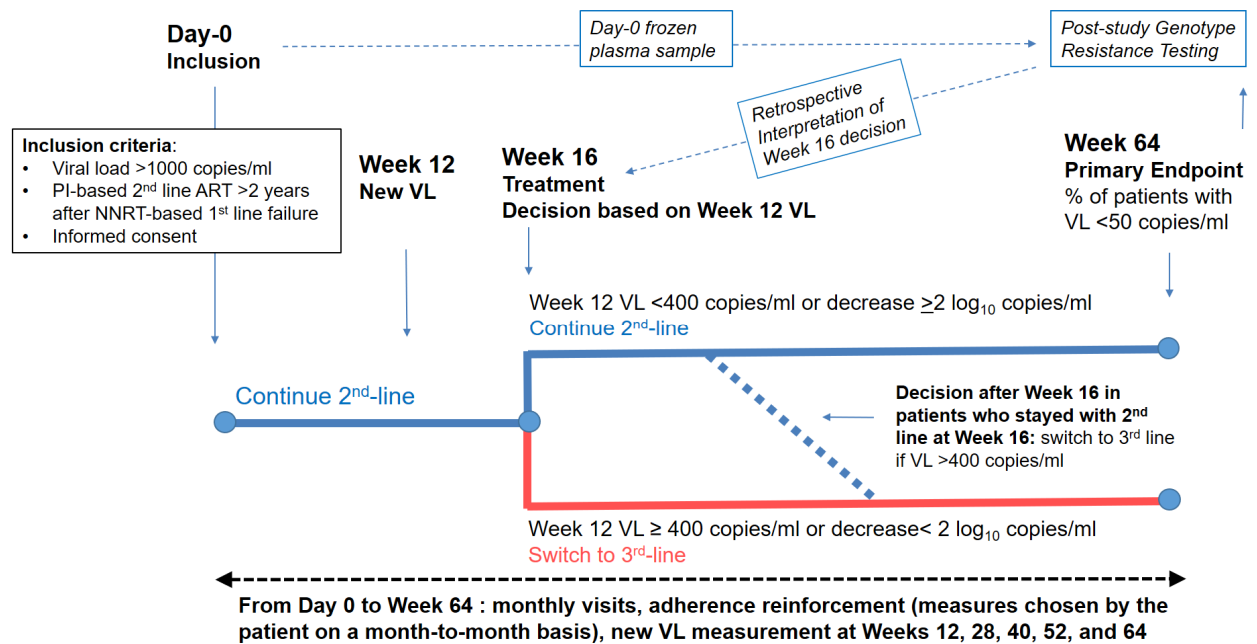 Day-0
Inclusion
Day-0 frozen
plasma sample
Post-study Genotype
Resistance Testing
Retrospective
Interpretation of
Week 16 decision
Inclusion criteria:
• Viral load >1000 copies/ml
• PI-based 2nd line ART >2 years
after NNRT-based 1st line failure
• Informed consent
Week 12
New VL
Week 16
Treatment
Decision based on Week 12 VL
Week 64
Primary Endpoint
% of patients with
VL <50 copies/ml
Week 12 VL <400 copies/ml or decrease ≥2 log10 copies/ml
Continue 2nd-line
Continue 2nd-line
Decision after Week 16 in
patients who stayed with 2nd
line at Week 16: switch to 3rd line
if VL >400 copies/ml
Week 12 VL ≥ 400 copies/ml or decrease< 2 log10 copies/ml
Switch to 3rd-line
From Day 0 to Week 64 : monthly visits, adherence reinforcement (measures chosen by the
patient on a month-to-month basis), new VL measurement at Weeks 12, 28, 40, 52, and 64